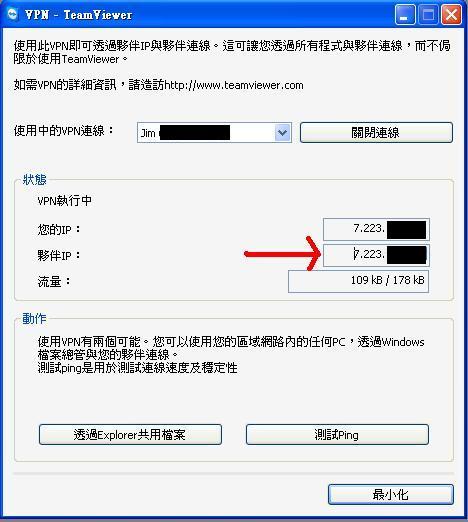 VPN - TeamViewer
使用此VPN即可透過夥伴IP與夥伴連線。這可讓您透過所有程式與夥伴連線，而不侷
限於使用TeamViewer。
如需VPN的詳細資訊，請造訪http://www.teamviewer.com
使用中的VPN連線：
Jim
關閉連線
狀態
VPN執行中
您的IP：
7.223.
夥伴IP：
7.223.
流量：
109 kB / 178 kB
動作
使用VPN有兩個可能。您可以使用您的區域網路內的任何PC，透過Windows
檔案總管與您的夥伴連線。
測試ping是用於測試連線速度及穩定性
透過Explorer共用檔案
測試Ping
最小化